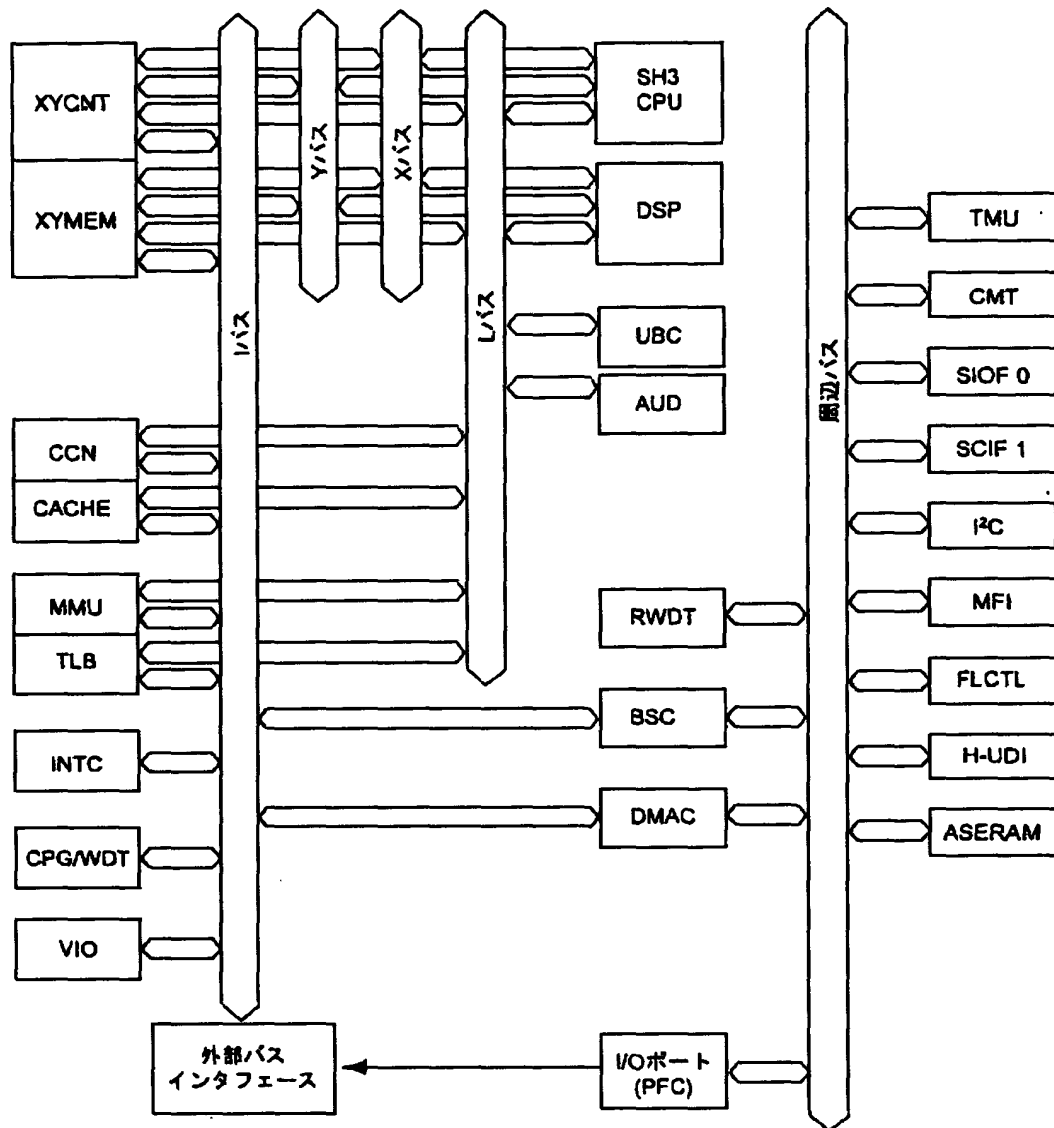 XYCNT
XYMEM
CCN
CACHE
MMU
TLB
INTC
CPG/WDT
VIO
Iバス
Yバス
Xバス
Lバス
SH3
CPU
DSP
UBC
AUD
RWDT
BSC
DMAC
外部バス
インタフェース
I/Oポート
(PFC)
周辺バス
TMU
CMT
SIOF 0
SCIF 1
I²C
MFI
FLCTL
H-UDI
ASERAM